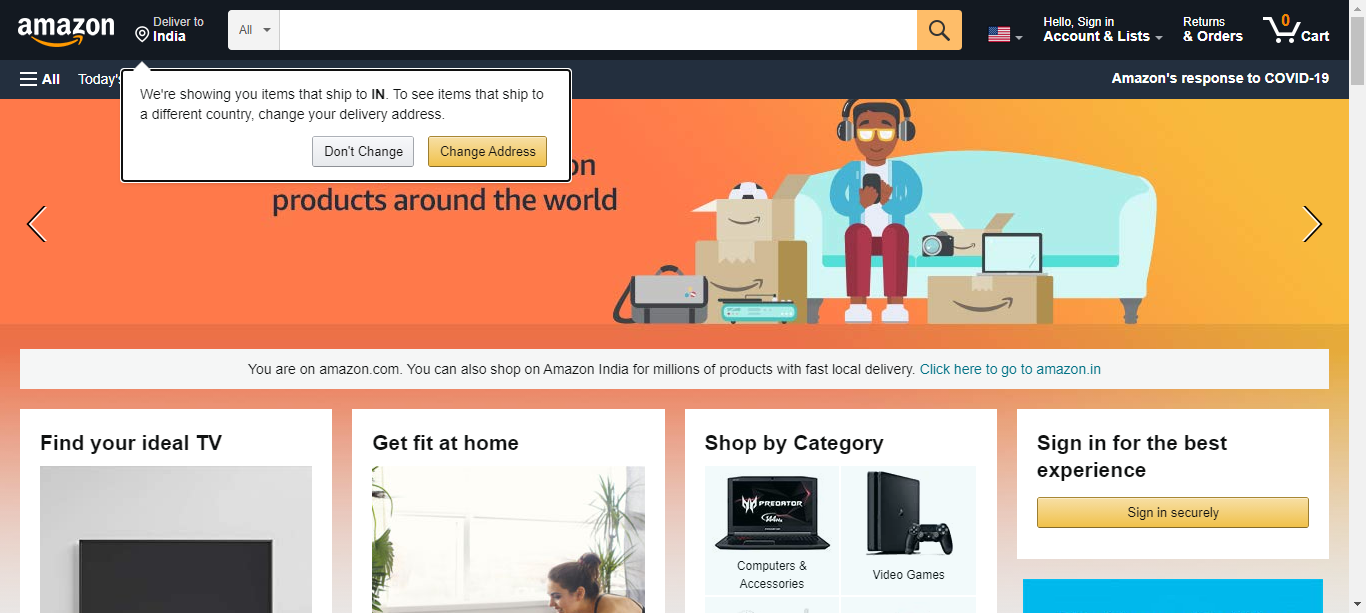 amazon
Deliver to
India
All
Hello, Sign in
Account & Lists
Returns
& Orders
0
Cart
All
Today's
Amazon's response to COVID-19
We're showing you items that ship to IN. To see items that ship to
a different country, change your delivery address.
Don't Change
Change Address
on
products around the world
You are on amazon.com. You can also shop on Amazon India for millions of products with fast local delivery. Click here to go to amazon.in
Find your ideal TV
Get fit at home
Shop by Category
Sign in for the best
experience
PREDATOR
Sign in securely
Computers &
Accessories
Video Games